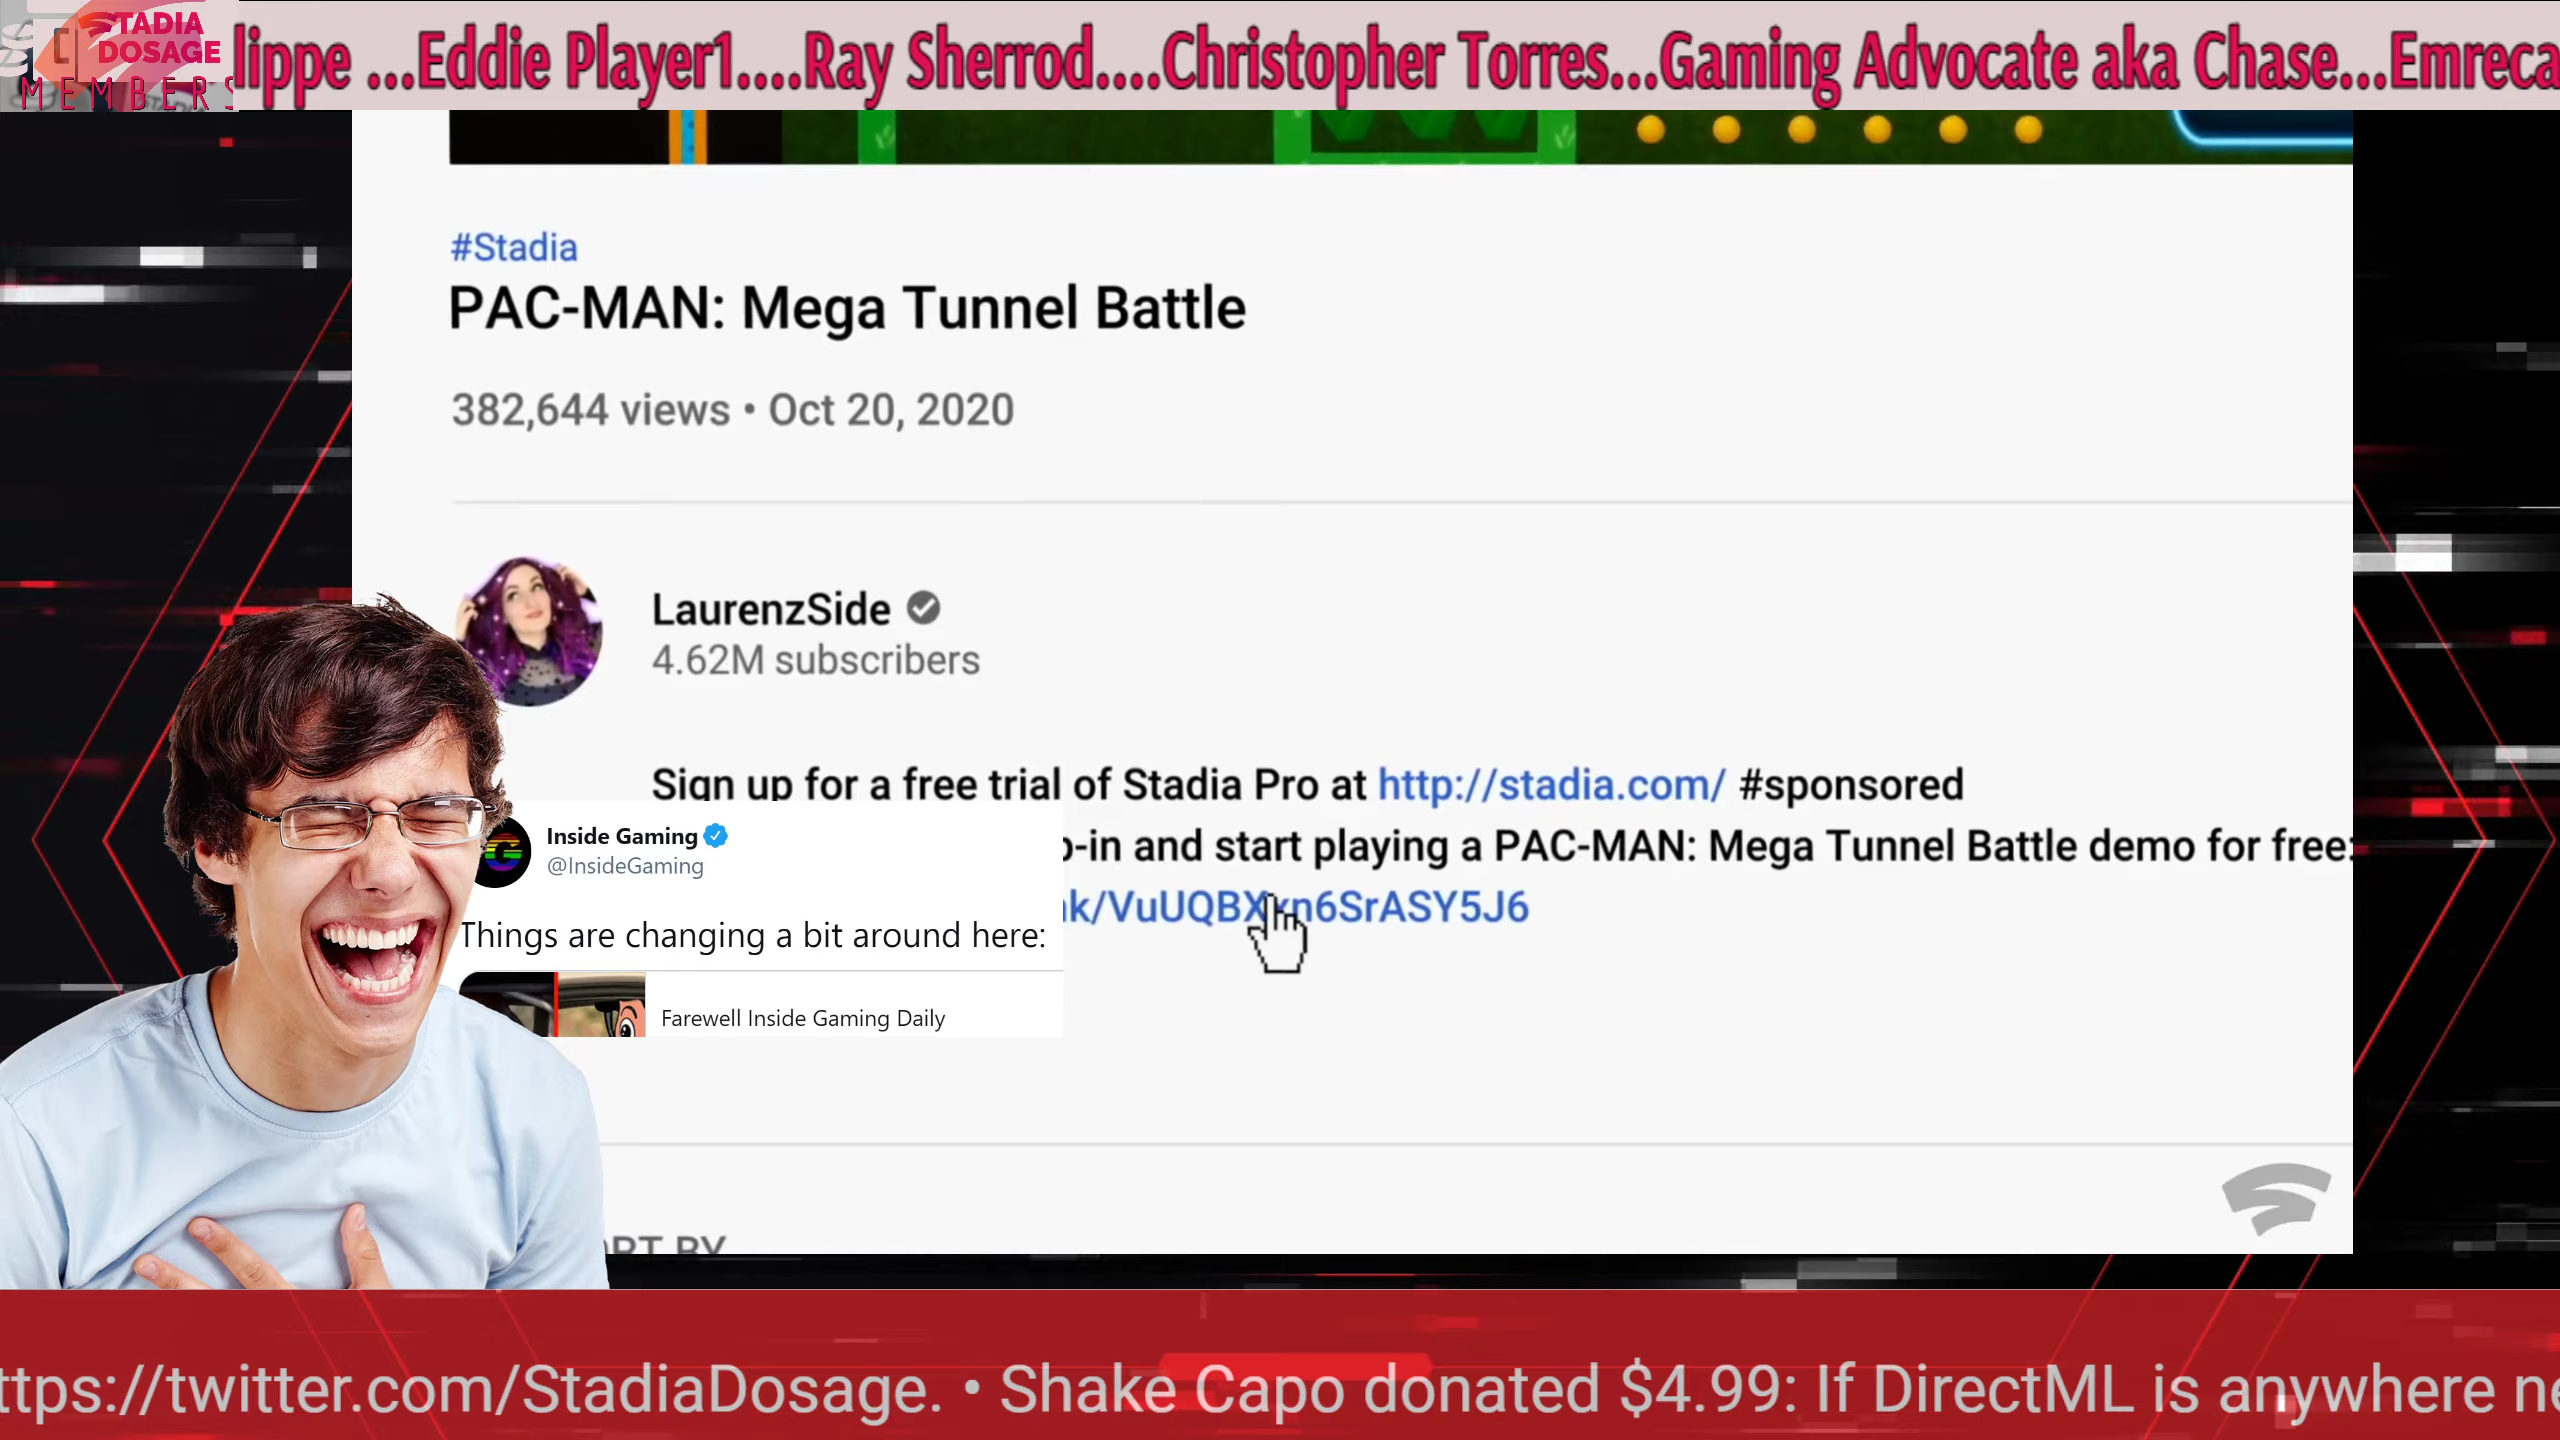 STADIA
DOSAGE
MEMBERS
lippe ...Eddie Player1....Ray Sherrod....Christopher Torres...Gaming Advocate aka Chase...Emreca
#Stadia
PAC-MAN: Mega Tunnel Battle
382,644 views • Oct 20, 2020
LaurenzSide
4.62M subscribers
Sign up for a free trial of Stadia Pro at http://stadia.com/ #sponsored
-in and start playing a PAC-MAN: Mega Tunnel Battle demo for free:
k/VuUQBXxn6SrASY5J6
Inside Gaming
@InsideGaming
Things are changing a bit around here:
Farewell Inside Gaming Daily
RT BY
ttps://twitter.com/StadiaDosage. • Shake Capo donated $4.99: If DirectML is anywhere ne